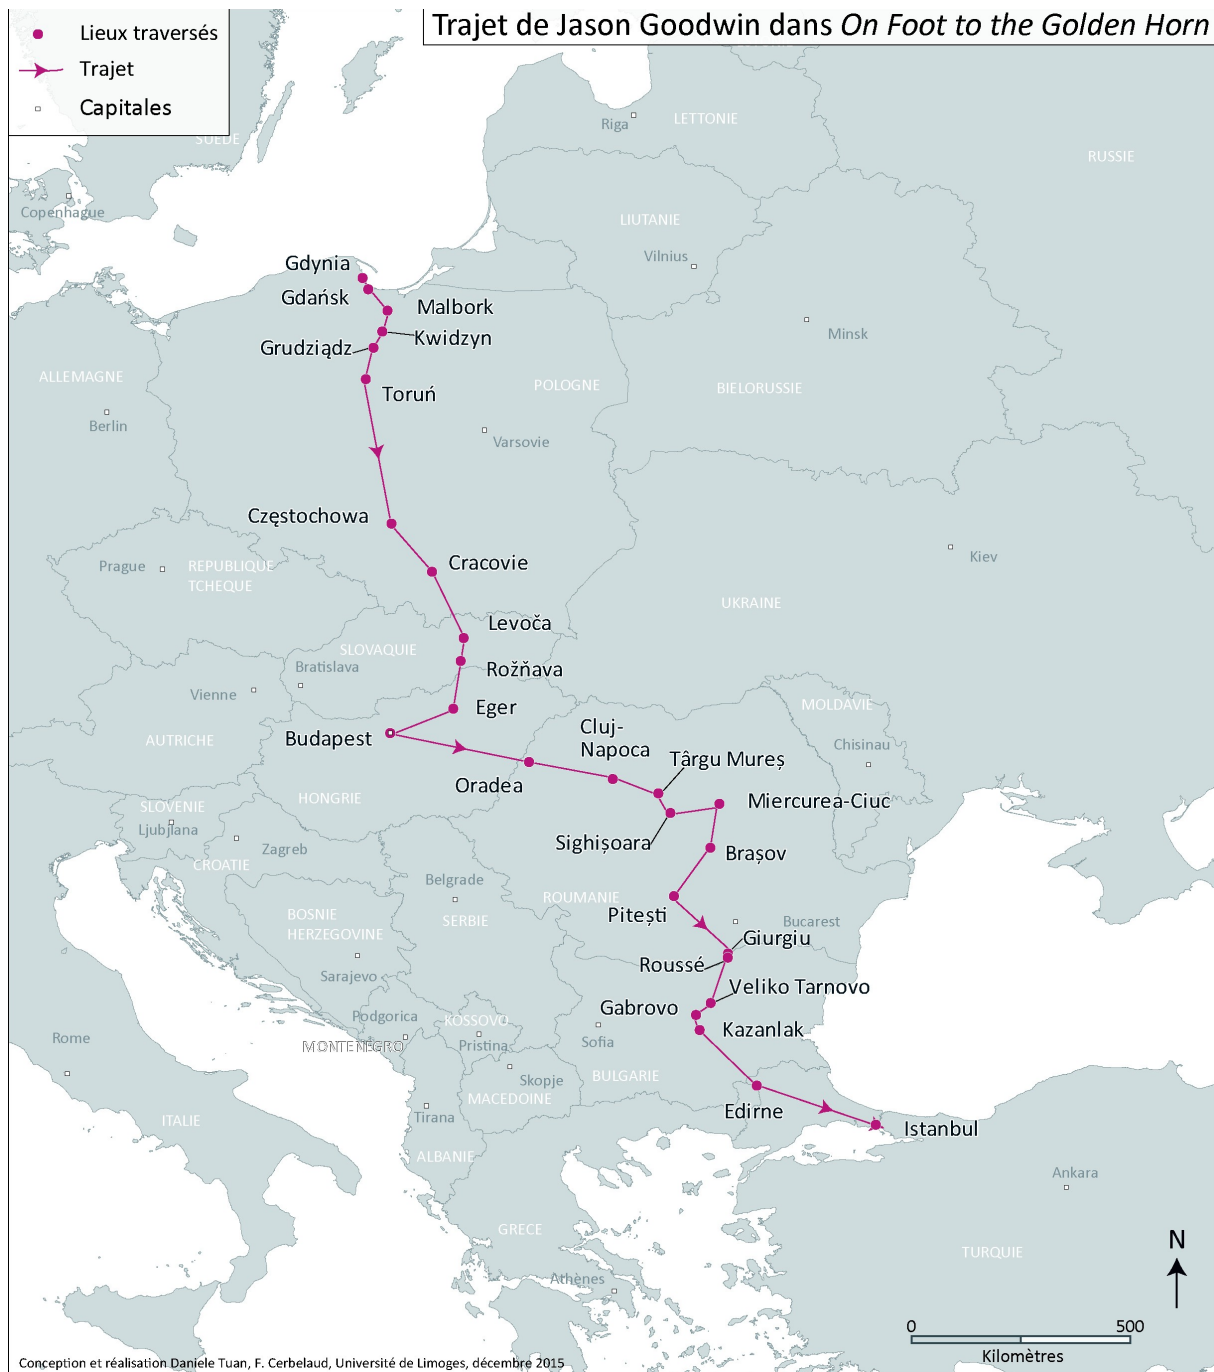 Trajet de Jason Goodwin dans On Foot to the Golden Horn
Lieux traversés
Trajet
Capitales
SUEDE
Riga
LETTONIE
RUSSIE
Copenhague
LIUTANIE
Vilnius
Gdynia
Gdańsk
Malbork
Kwidzyn
Grudziądz
Minsk
ALLEMAGNE
POLOGNE
BIELORUSSIE
Toruń
Berlin
Varsovie
Częstochowa
Kiev
Prague
REPUBLIQUE
TCHEQUE
Cracovie
UKRAINE
Levoča
SLOVAQUIE
Bratislava
Rožňava
Vienne
Eger
MOLDAVIE
Cluj-
Napoca
AUTRICHE
Budapest
Chisinau
Târgu Mureș
Oradea
HONGRIE
Miercurea-Ciuc
SLOVENIE
Ljubjlana
Sighișoara
Zagreb
CROATIE
Brașov
Belgrade
ROUMANIE
BOSNIE
HERZEGOVINE
SERBIE
Pitești
Bucarest
Giurgiu
Sarajevo
Roussé
Veliko Tarnovo
Gabrovo
Podgorica
KOSSOVO
Kazanlak
Rome
MONTENEGRO
Pristina
Sofia
Skopje
BULGARIE
MACEDOINE
Edirne
Tirana
ITALIE
Istanbul
ALBANIE
Ankara
GRECE
TURQUIE
N
Athènes
0 500
Kilomètres
Conception et réalisation Daniele Tuan, F. Cerbelaud, Université de Limoges, décembre 2015